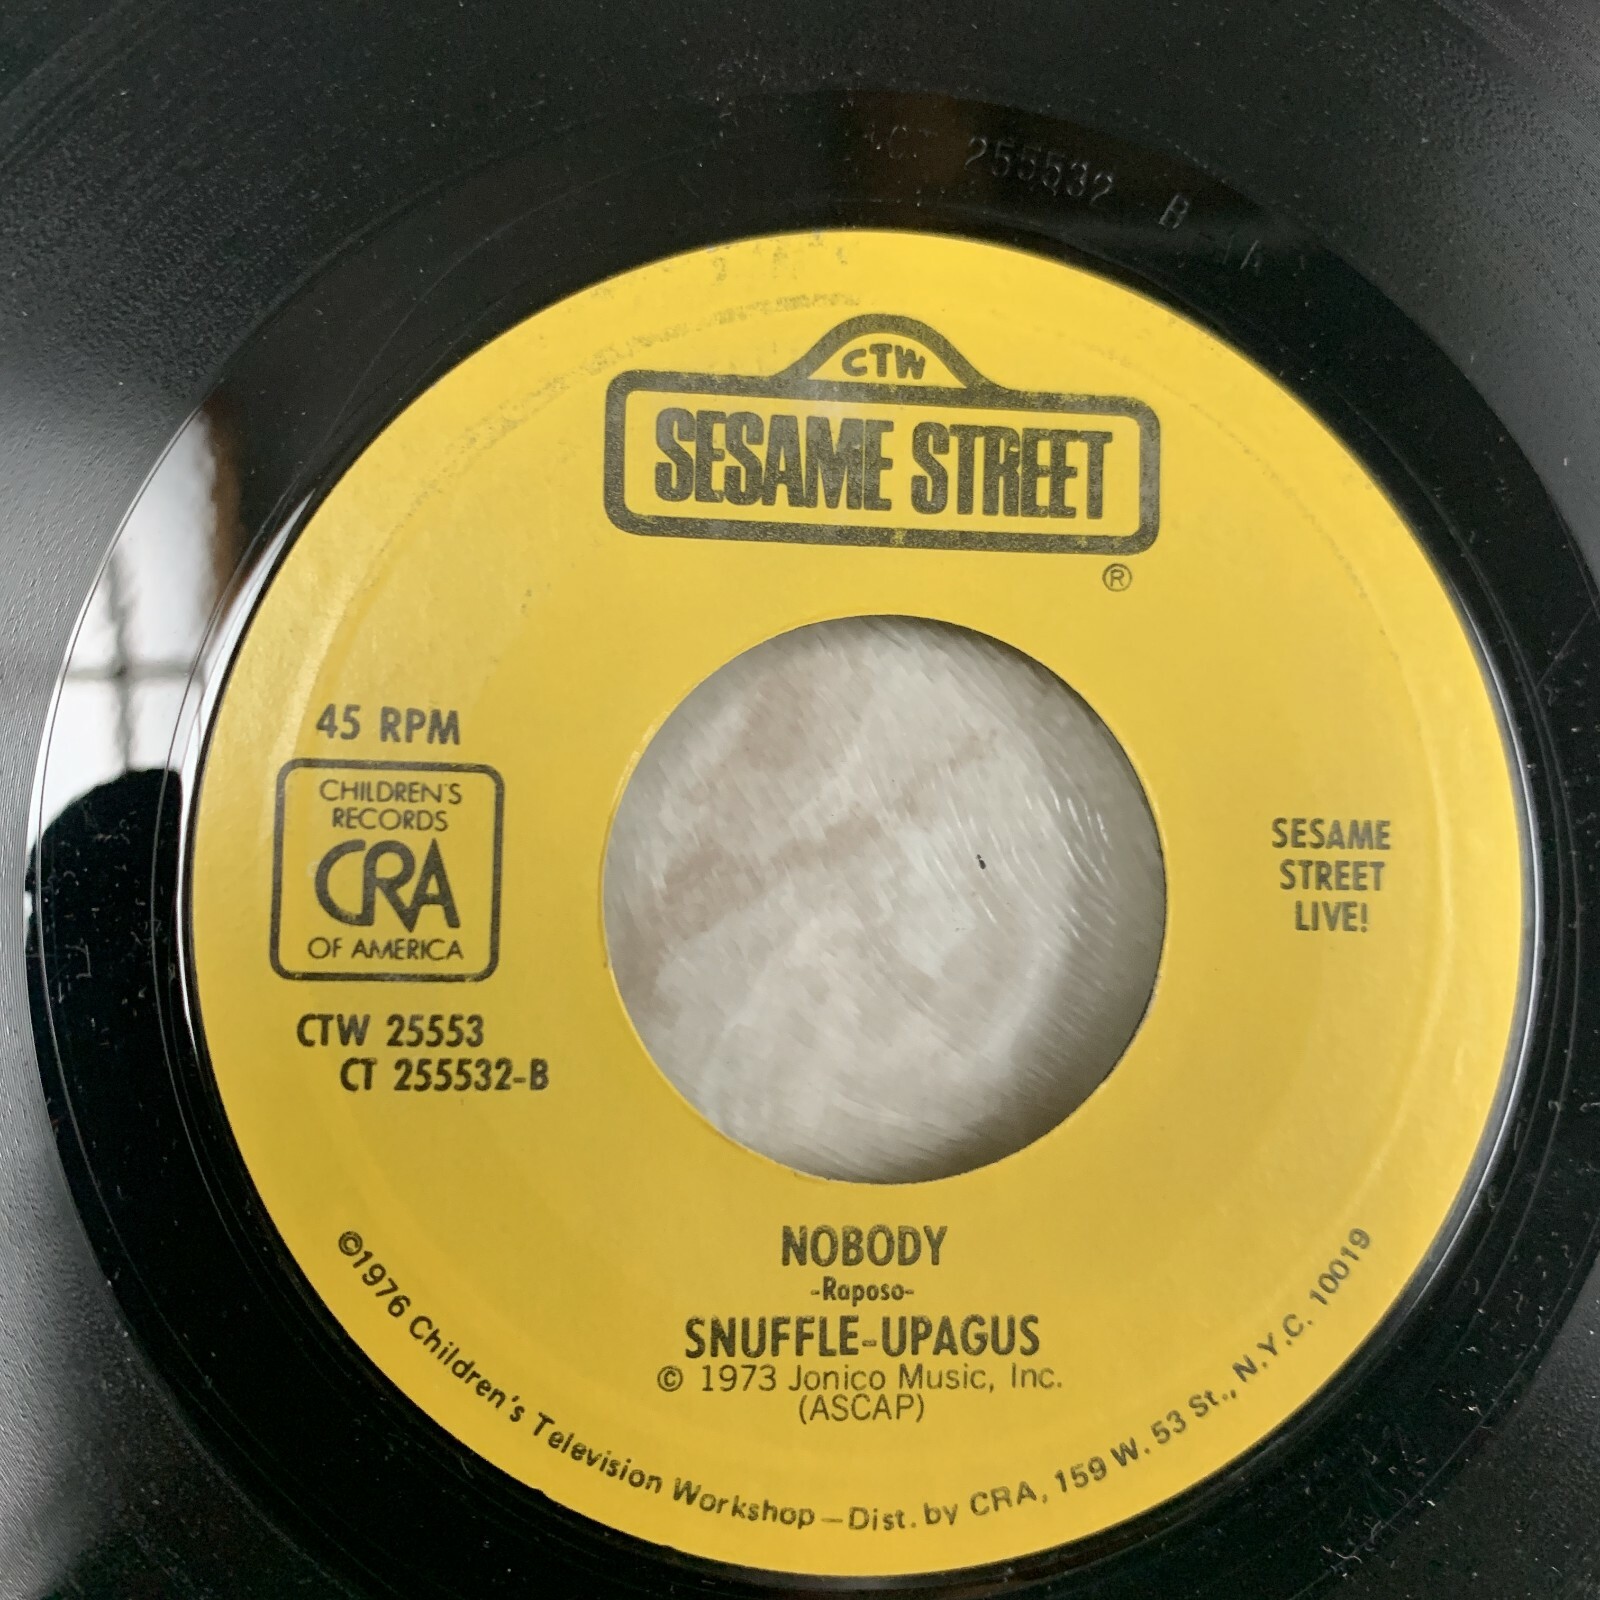 255532 B
CTW
SESAME STREET
®
45 RPM
CHILDREN'S
RECORDS
CRA
OF AMERICA
SESAME
STREET
LIVE!
CTW 25553
CT 255532-B
NOBODY
-Raposo-
SNUFFLE-UPAGUS
© 1973 Jonico Music, Inc.
(ASCAP)
©1976 Children's Television Workshop—Dist. by CRA, 159 W. 53 St., N.Y.C. 10019